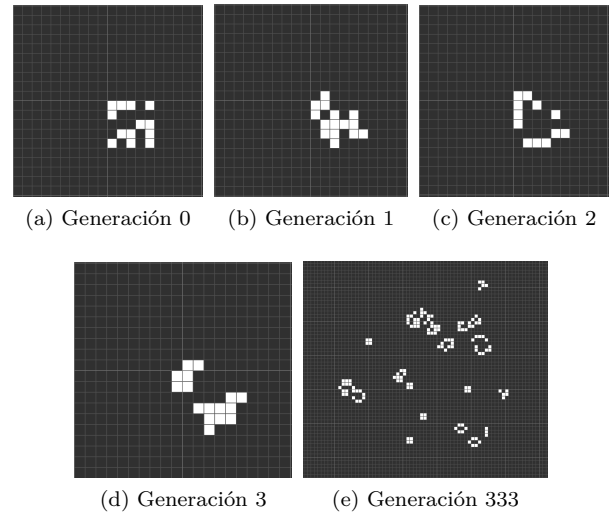 (a) Generación 0
(b) Generación 1
(c) Generación 2
(d) Generación 3
(e) Generación 333